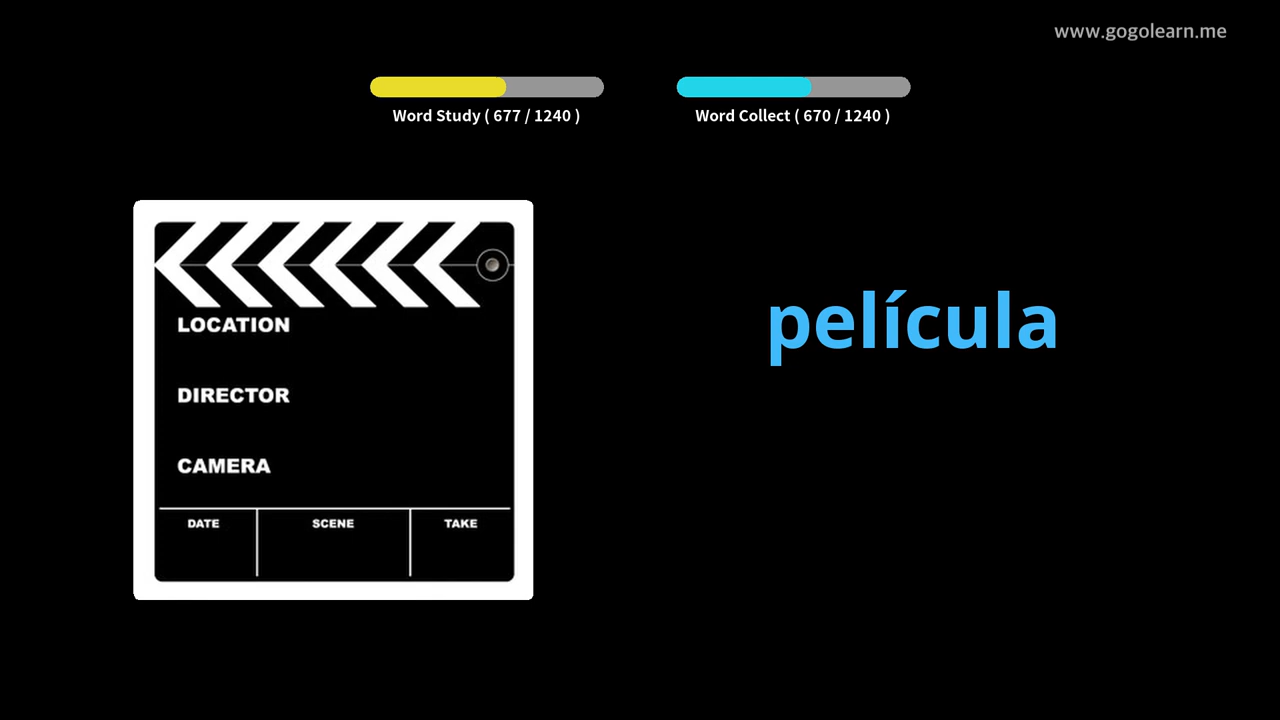 www.gogolearn.me
Word Study ( 677 / 1240 )
Word Collect ( 670 / 1240 )
LOCATION
DIRECTOR
CAMERA
DATE
SCENE
TAKE
película